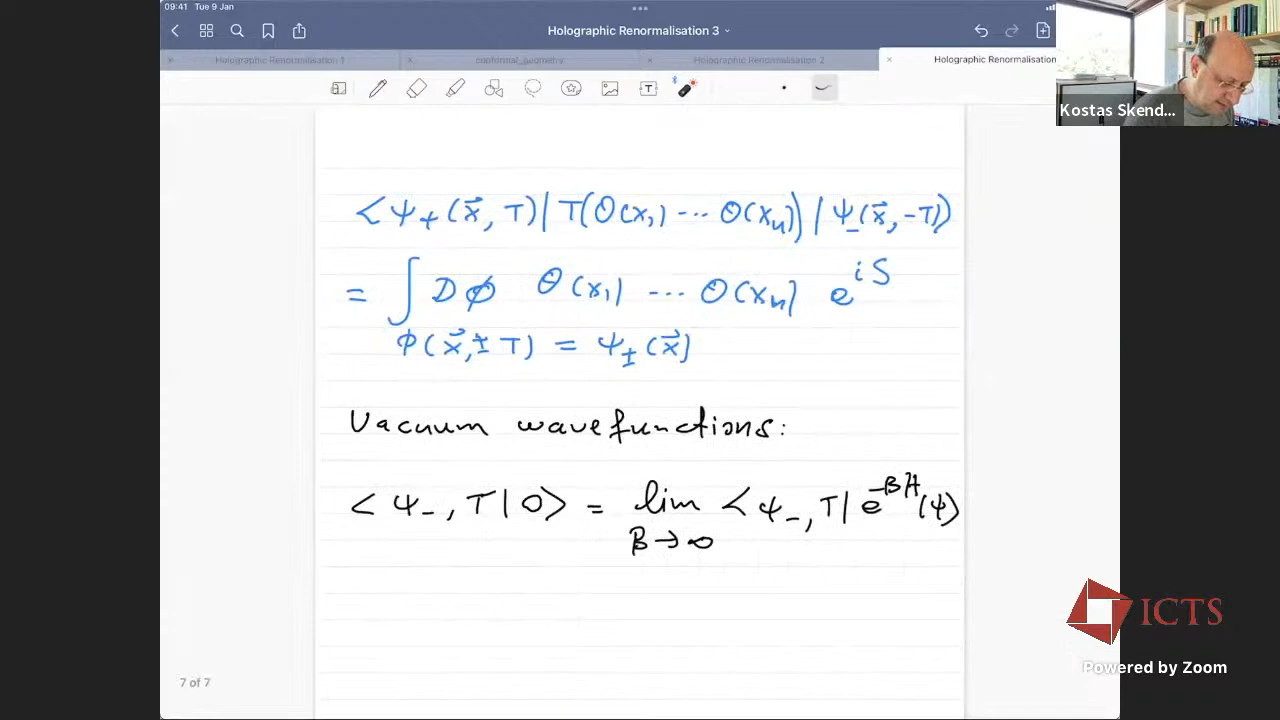 09:41 Tue 9 Jan
Holographic Renormalisation 3
Holographic Renormalisation 1
conformal_geometry
Holographic Renormalisation 2
Holographic Renormalisation
Kostas Skend...
<ψ₊(x⃗, T)| T(O(x₁) ... O(xₙ)) | ψ₋(x⃗, -T)>
= ∫ Dϕ O(x₁) ... O(xₙ) e^{iS}
ϕ(x⃗, ± T) = ψ±(x⃗)
Vacuum wavefunctions:
<ψ₋, T|0> = lim <ψ₋, T| e^{-βH} |ψ>
β→∞
7 of 7
ICTS
Powered by Zoom